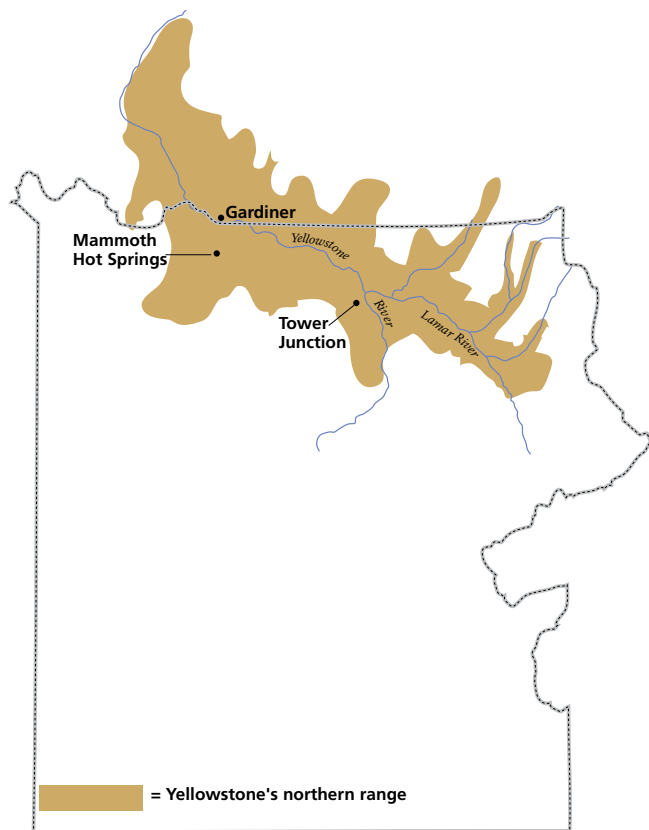 Gardiner
Mammoth
Hot Springs
Yellowstone
River
Tower
Junction
Lamar River
= Yellowstone's northern range